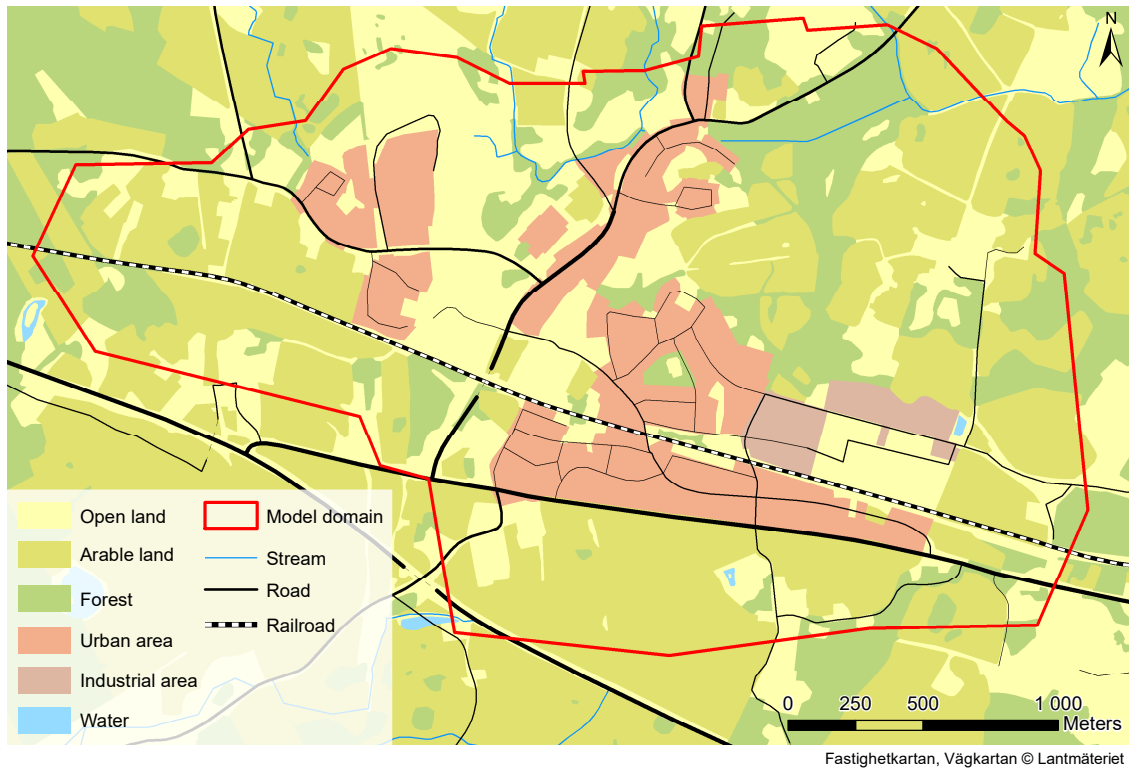 N
Open land
Arable land
Forest
Urban area
Industrial area
Water
Model domain
Stream
Road
Railroad
0 250 500 1 000
Meters
Fastighetkartan, Vägkartan © Lantmäteriet